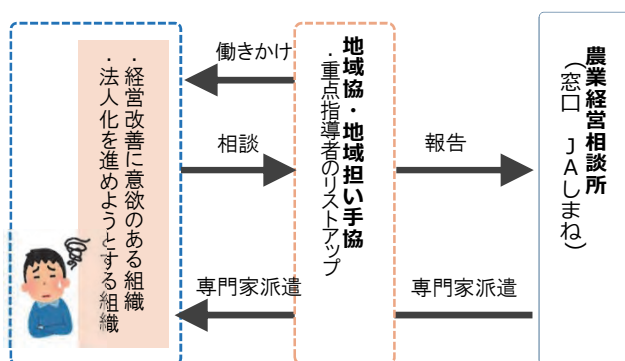 ・経営改善に意欲のある組織
・法人化を進めようとする組織
働きかけ
相談
専門家派遣
地域協・地域担い手協
・重点指導者のリストアップ
報告
専門家派遣
農業経営相談所
（窓口　ＪＡしまね）